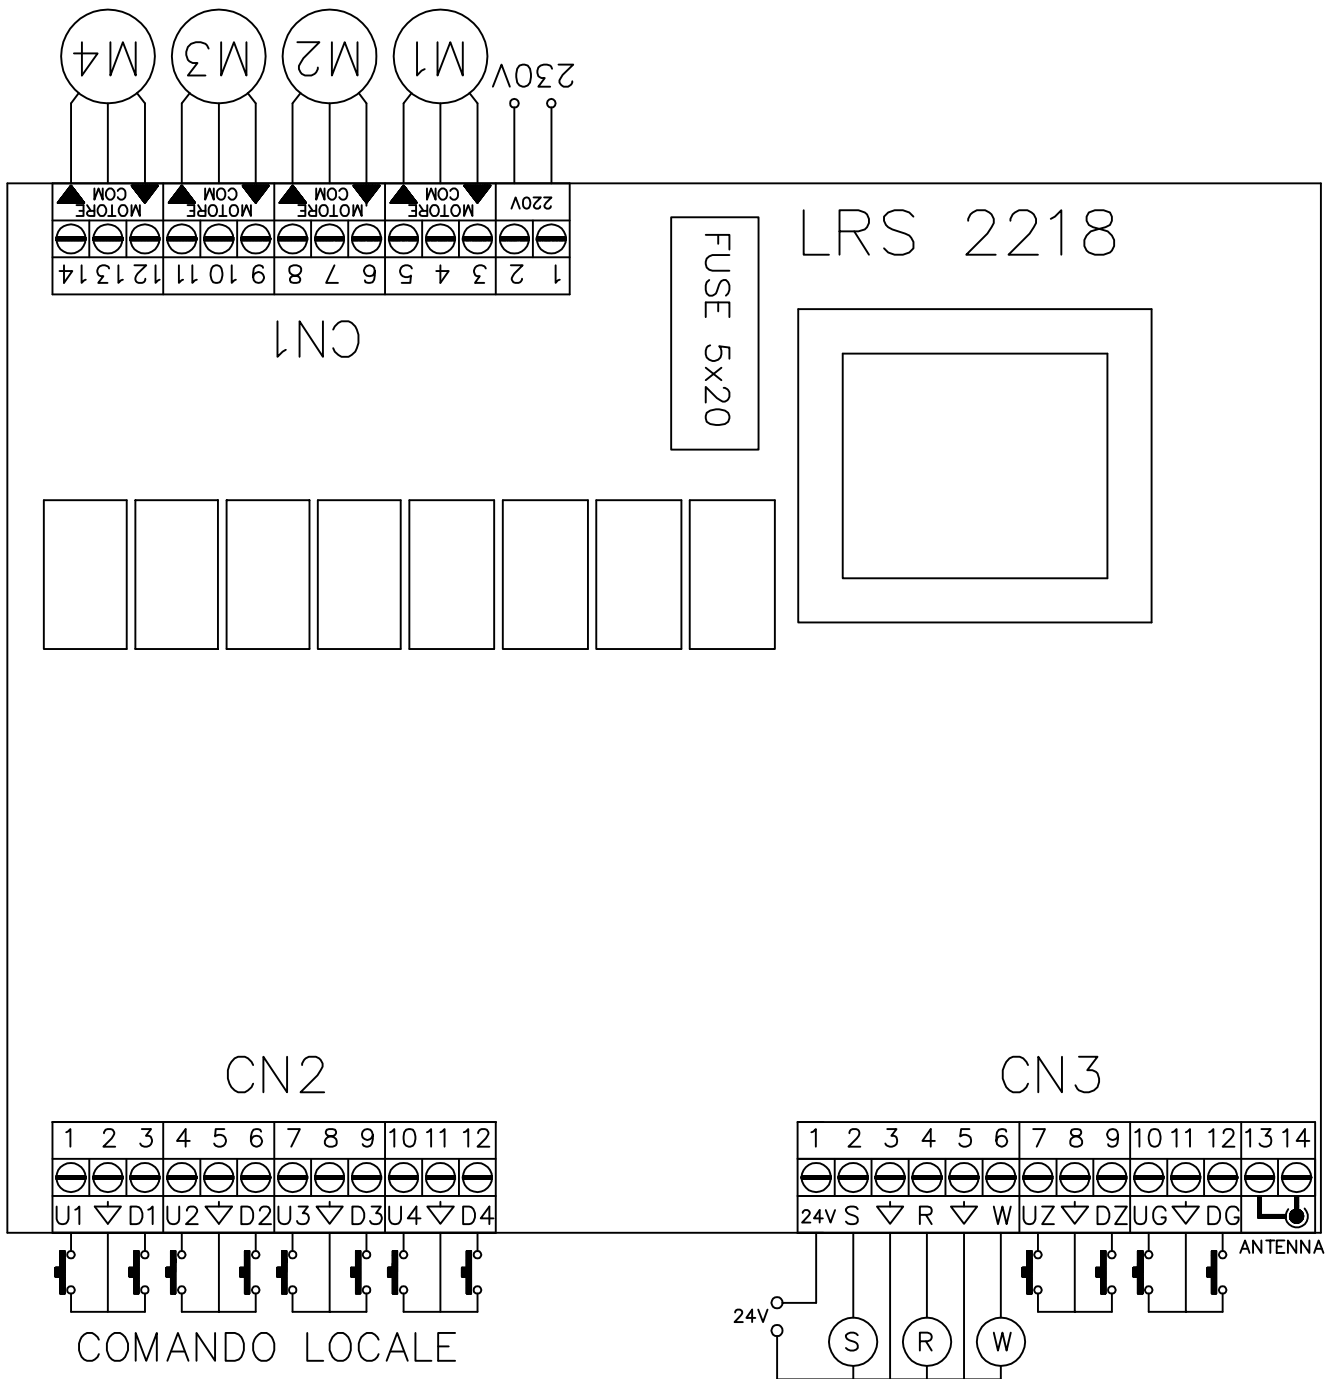 M4 M3 M2 M1 230V
MOTORE COM MOTORE COM MOTORE COM MOTORE COM 220V
14 13 12 11 10 9 8 7 6 5 4 3 2 1
CN1
FUSE 5x20
LRS 2218
CN2
1 2 3 4 5 6 7 8 9 10 11 12
U1 D1 U2 D2 U3 D3 U4 D4
COMANDO LOCALE
CN3
1 2 3 4 5 6 7 8 9 10 11 12 13 14
24V S R W UZ DZ UG DG
ANTENNA
24V
S R W